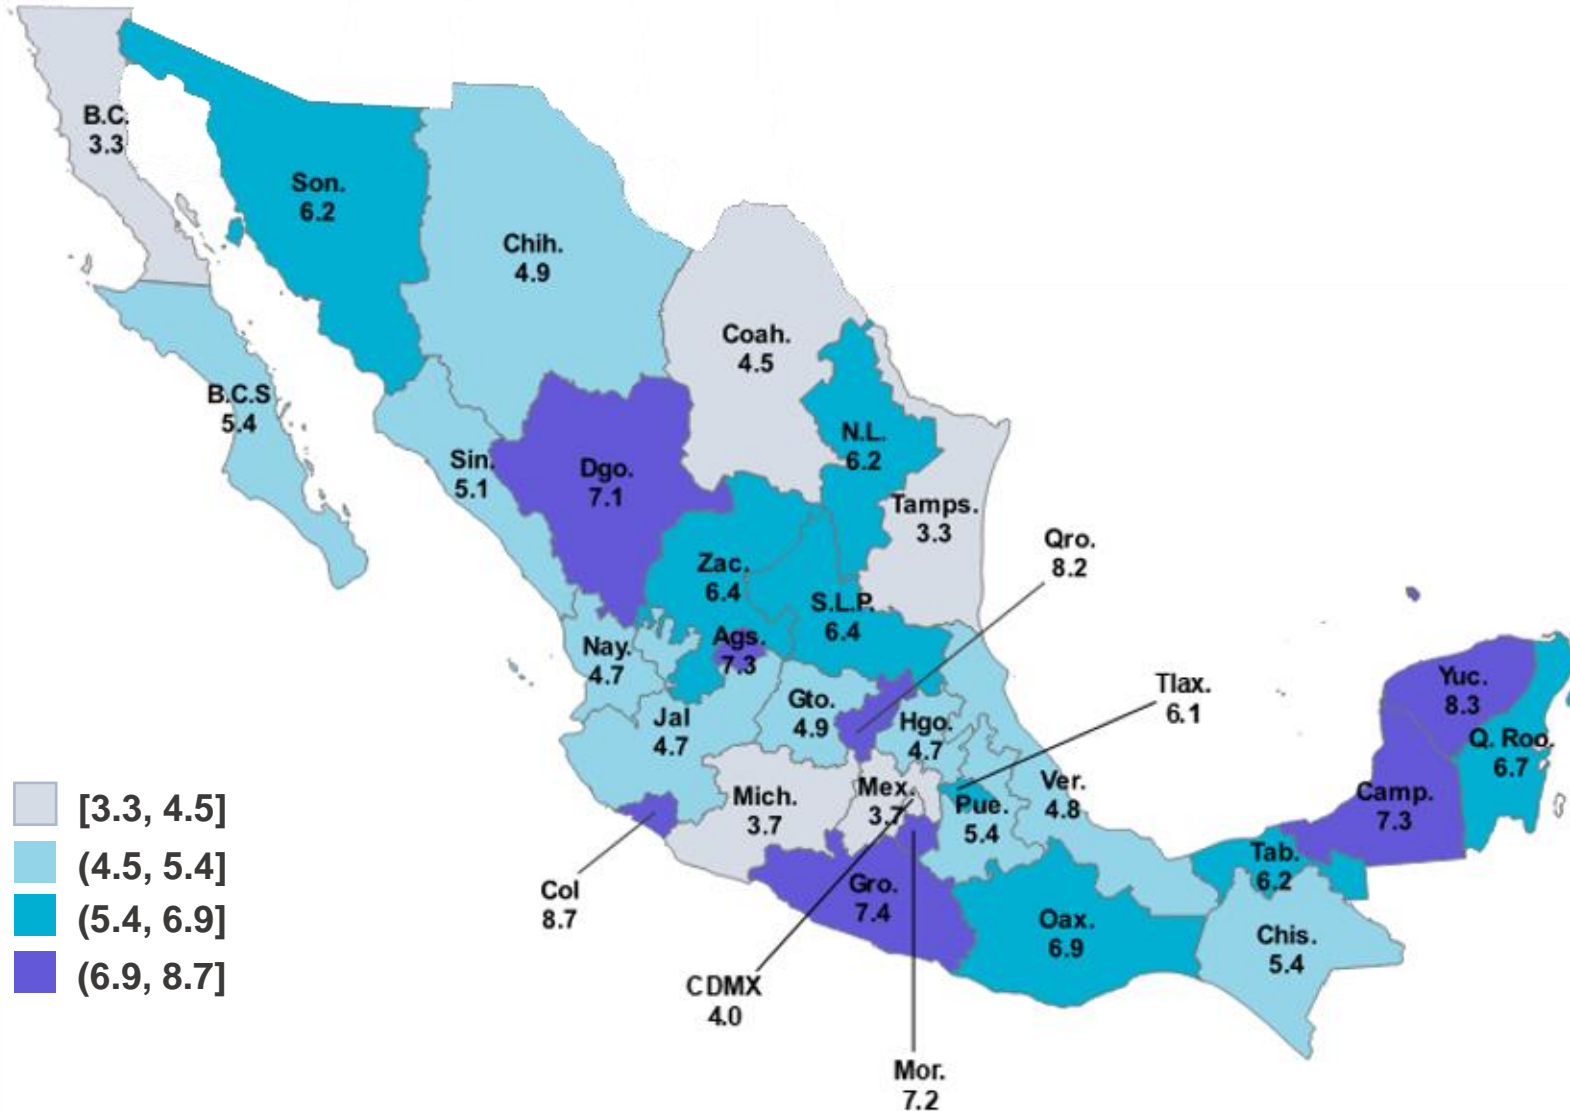 B.C.
3.3
Son.
6.2
Chih.
4.9
Coah.
4.5
B.C.S
5.4
Sin.
5.1
Dgo.
7.1
N.L.
6.2
Tamps.
3.3
Qro.
8.2
Zac.
6.4
S.L.P.
6.4
Nay.
4.7
Ags.
7.3
Tlax.
6.1
Yuc.
8.3
Jal
4.7
Gto.
4.9
Hgo.
4.7
Q. Roo.
6.7
Mich.
3.7
Mex.
3.7
Pue.
5.4
Ver.
4.8
Camp.
7.3
Col
8.7
Gro.
7.4
Oax.
6.9
Tab.
6.2
Chis.
5.4
CDMX
4.0
Mor.
7.2
[3.3, 4.5]
(4.5, 5.4]
(5.4, 6.9]
(6.9, 8.7]